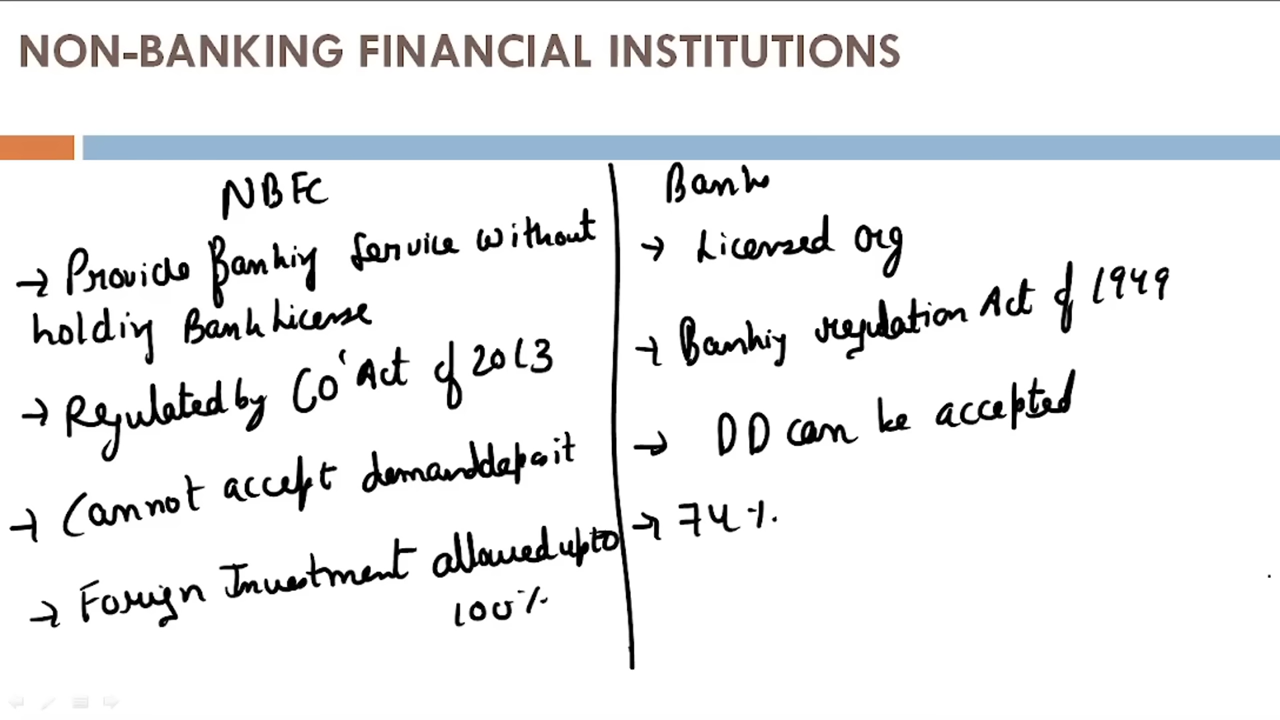 NON-BANKING FINANCIAL INSTITUTIONS
NBFC
→ Provide Banking Service without
holding Bank License
→ Regulated by CO' Act of 2013
→ Cannot accept demand deposit
→ Foreign Investment allowed upto
100%
Banks
→ Licensed Org
→ Banking regulation Act of 1949
→ DD can be accepted
→ 74%